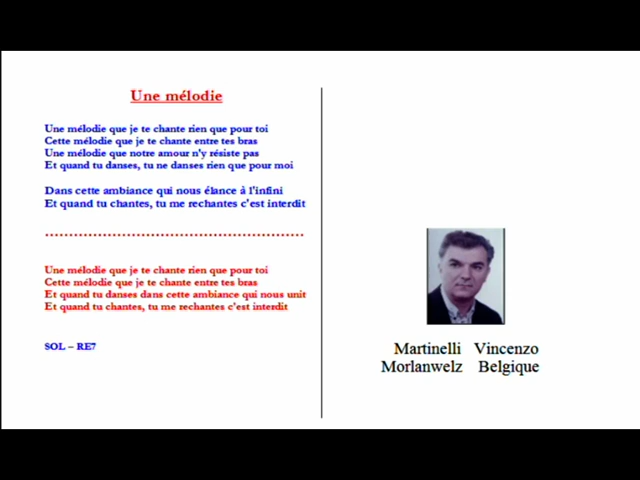 Une mélodie
Une mélodie que je te chante rien que pour toi
Cette mélodie que je te chante entre tes bras
Une mélodie que notre amour n'y résiste pas
Et quand tu danses, tu ne danses rien que pour moi
Dans cette ambiance qui nous élance à l'infini
Et quand tu chantes, tu me rechantes c'est interdit
......................................................
Une mélodie que je te chante rien que pour toi
Cette mélodie que je te chante entre tes bras
Et quand tu danses dans cette ambiance qui nous unit
Et quand tu chantes, tu me rechantes c'est interdit
SOL – RE7
Martinelli Vincenzo
Morlanwelz Belgique